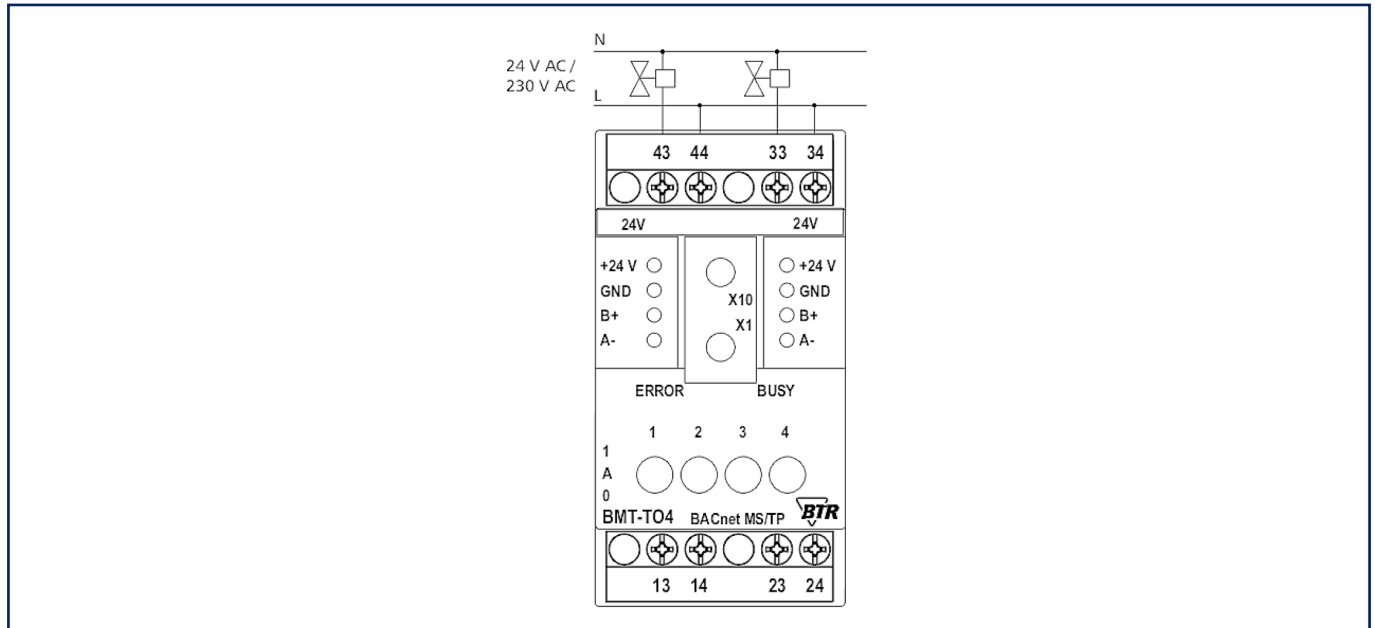 N
24 V AC /
230 V AC
L
43 44 33 34
24V 24V
+24 V +24 V
GND GND
X10
B+ B+
X1
A- A-
ERROR BUSY
1 2 3 4
1
A
0
BMT-TO4 BACnet MS/TP BTR
13 14 23 24